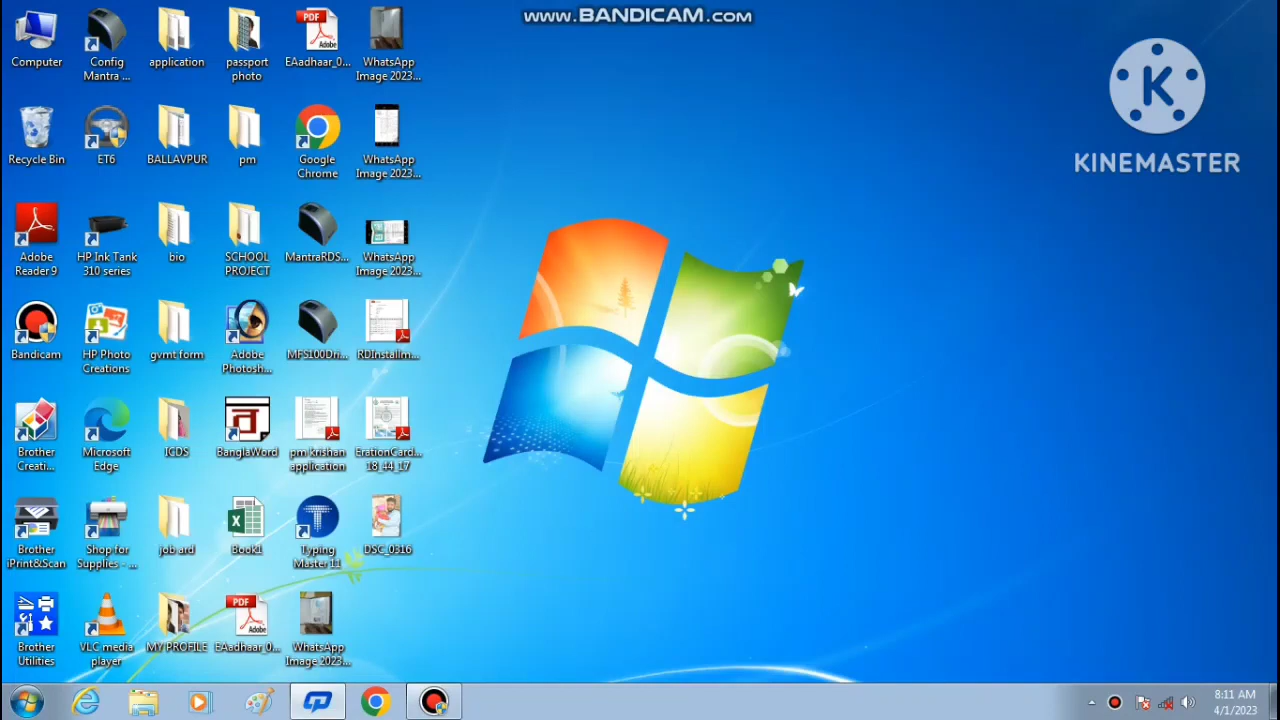 www.BANDICAM.com
KINEMASTER
Computer
Config
Mantra ...
application
passport
photo
EAadhaar_0...
WhatsApp
Image 2023...
Recycle Bin
ET6
BALLAVPUR
pm
Google
Chrome
WhatsApp
Image 2023...
Adobe
Reader 9
HP Ink Tank
310 series
bio
SCHOOL
PROJECT
MantraRDS...
WhatsApp
Image 2023...
Bandicam
HP Photo
Creations
gvmt form
Adobe
Photosh...
MFS100Dri...
RDInstallm...
Brother
Creati...
Microsoft
Edge
ICDS
BanglaWord
pm krishan
application
ErationCard...
18_44_17
Brother
iPrint&Scan
Shop for
Supplies - ...
job ard
Book1
Typing
Master 11
DSC_0316
Brother
Utilities
VLC media
player
MY PROFILE
EAadhaar_0...
WhatsApp
Image 2023...
8:11 AM
4/1/2023